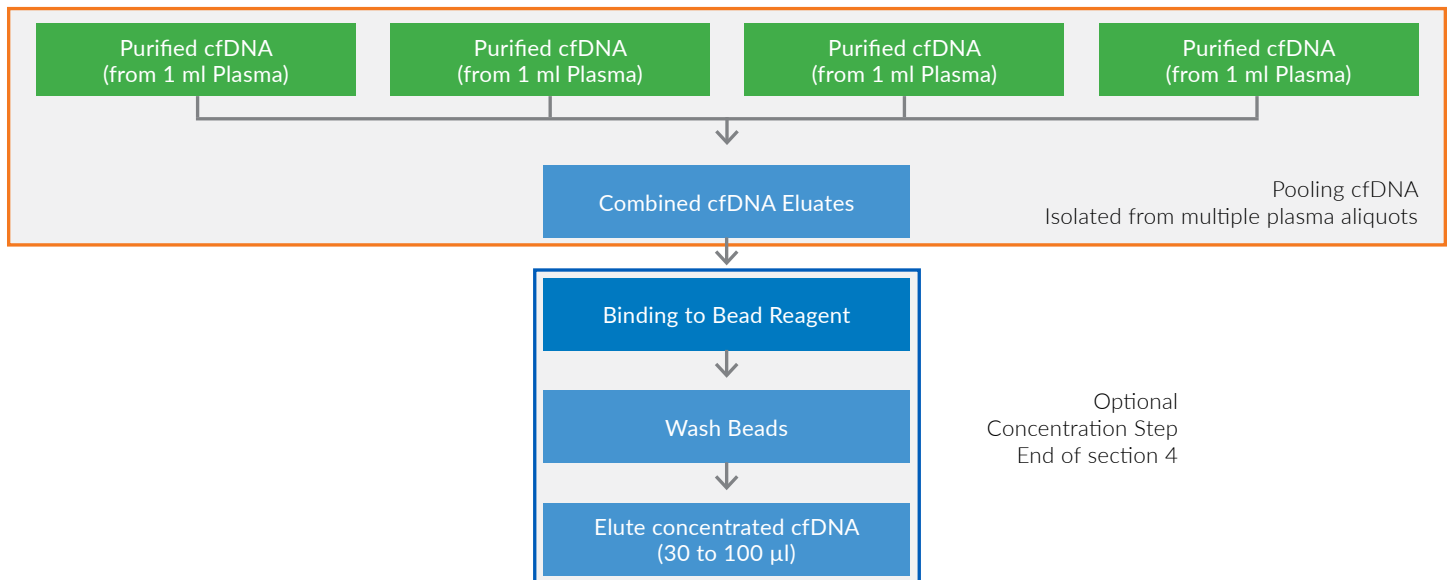 Purified cfDNA
(from 1 ml Plasma)
Purified cfDNA
(from 1 ml Plasma)
Purified cfDNA
(from 1 ml Plasma)
Purified cfDNA
(from 1 ml Plasma)
Combined cfDNA Eluates
Pooling cfDNA
Isolated from multiple plasma aliquots
Binding to Bead Reagent
Wash Beads
Optional
Concentration Step
End of section 4
Elute concentrated cfDNA
(30 to 100 µl)